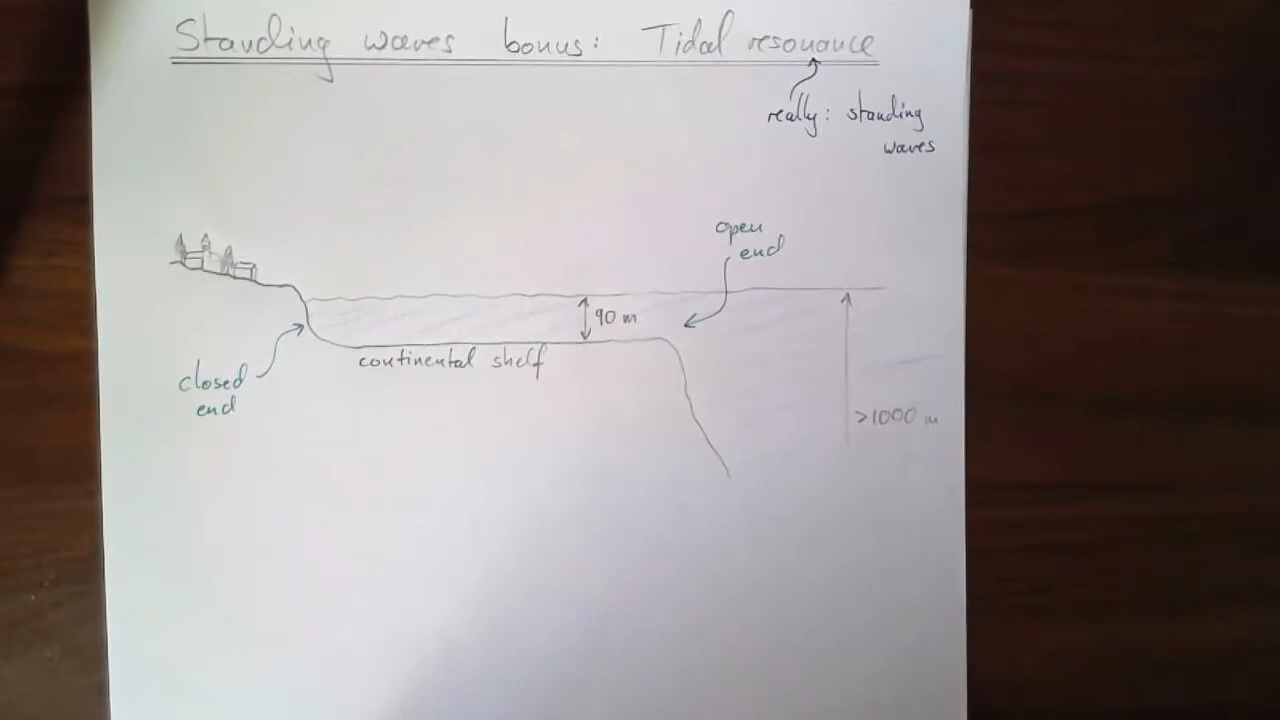 Standing waves bonus: Tidal resonance
really: standing
waves
open
end
90 m
continental shelf
closed
end
>1000 m